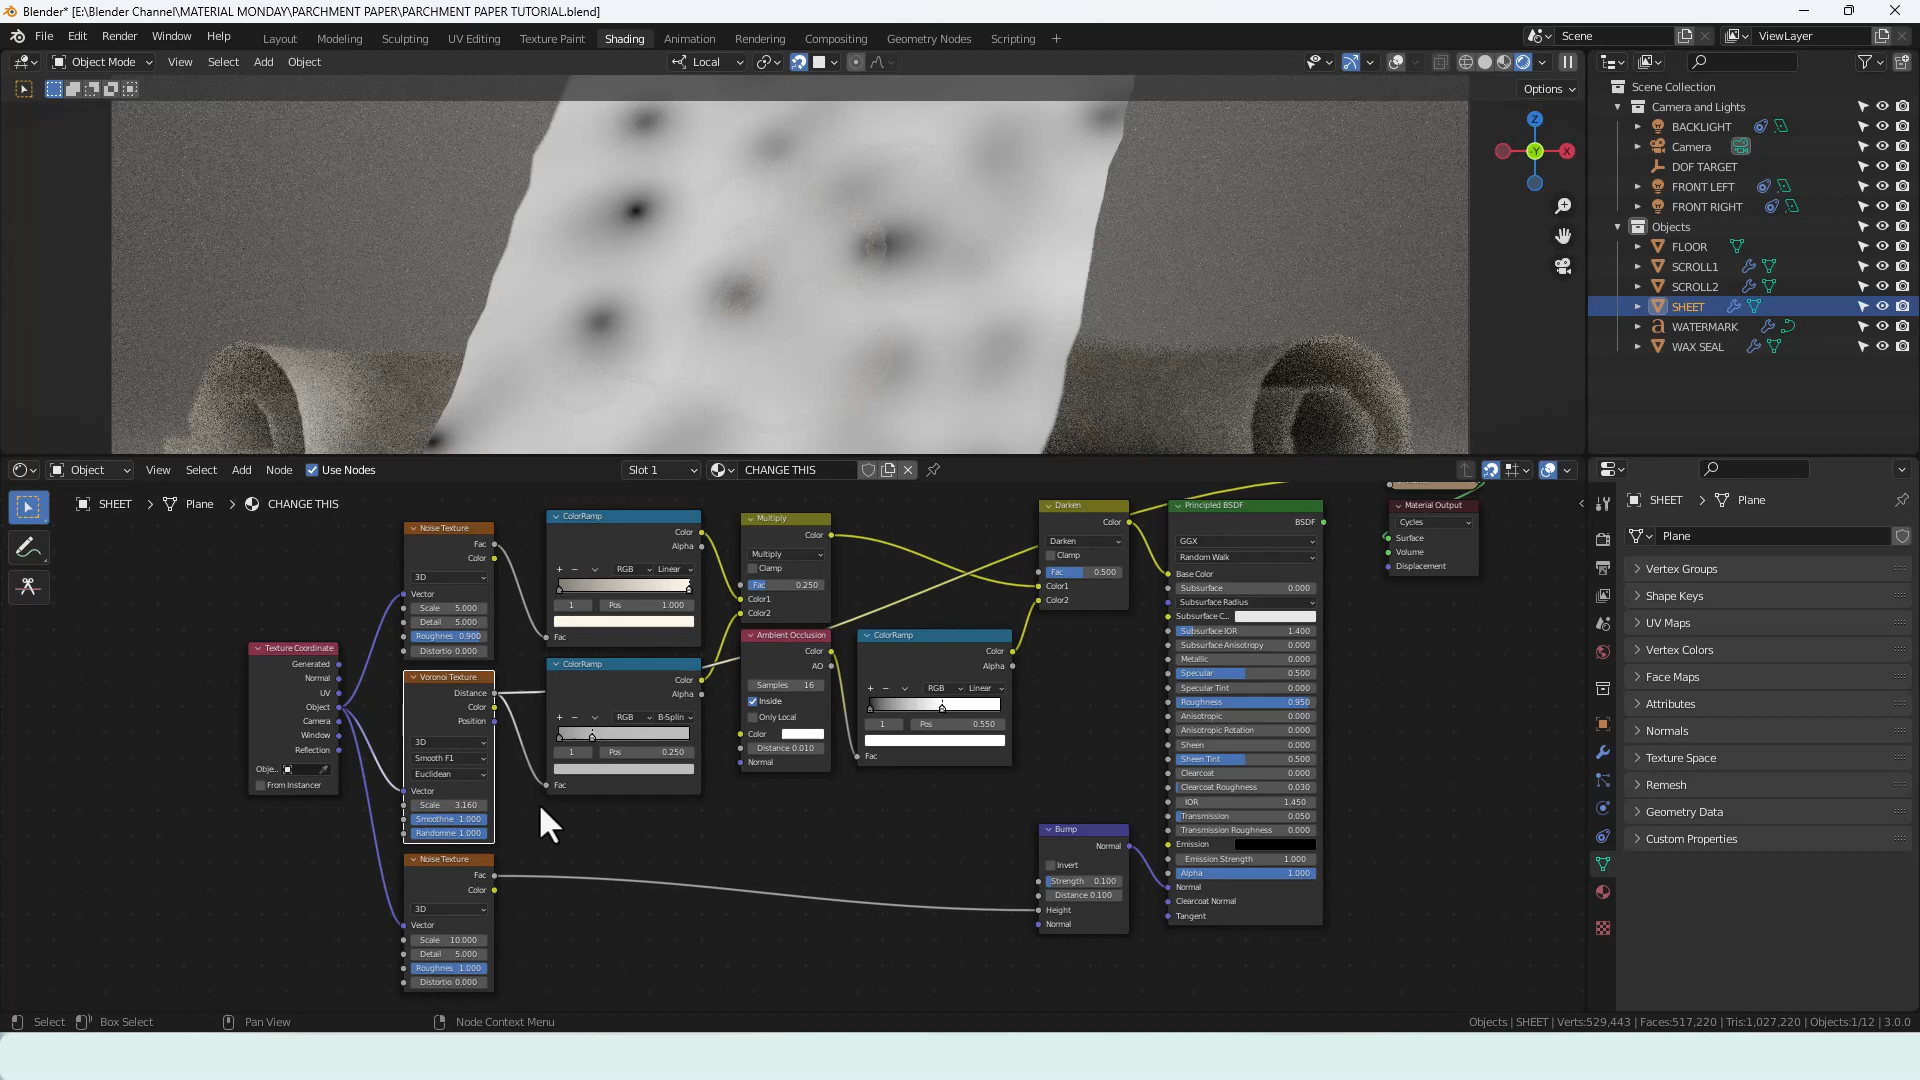 Blender* [E:\Blender Channel\MATERIAL MONDAY\PARCHMENT PAPER\PARCHMENT PAPER TUTORIAL.blend]
File Edit Render Window Help Layout Modeling Sculpting UV Editing Texture Paint Shading Animation Rendering Compositing Geometry Nodes Scripting + Scene ViewLayer
Object Mode View Select Add Object Local
Options
Z
X
-Y
Scene Collection
Camera and Lights
BACKLIGHT
Camera
DOF TARGET
FRONT LEFT
FRONT RIGHT
Objects
FLOOR
SCROLL1
SCROLL2
SHEET
WATERMARK
WAX SEAL
Object View Select Add Node Use Nodes Slot 1 CHANGE THIS
SHEET > Plane > CHANGE THIS
Texture Coordinate
Generated
Normal
UV
Object
Camera
Window
Reflection
Obje...
From Instancer
Noise Texture
Fac
Color
3D
Vector
Scale 5.000
Detail 5.000
Roughnes 0.900
Distortio 0.000
Voronoi Texture
Distance
Color
Position
3D
Smooth F1
Euclidean
Vector
Scale 3.160
Smoothne 1.000
Randomne 1.000
Noise Texture
Fac
Color
3D
Vector
Scale 10.000
Detail 5.000
Roughnes 1.000
Distortio 0.000
ColorRamp
Color
Alpha
+ − RGB Linear
1 Pos 1.000
Fac
ColorRamp
Color
Alpha
+ − RGB B-Splin
1 Pos 0.250
Fac
Multiply
Color
Multiply
Clamp
Fac 0.250
Color1
Color2
Ambient Occlusion
Color
AO
Samples 16
Inside
Only Local
Color
Distance 0.010
Normal
ColorRamp
Color
Alpha
+ − RGB Linear
1 Pos 0.550
Fac
Darken
Color
Darken
Clamp
Fac 0.500
Color1
Color2
Bump
Normal
Invert
Strength 0.100
Distance 0.100
Height
Normal
Principled BSDF
BSDF
GGX
Random Walk
Base Color
Subsurface 0.000
Subsurface Radius
Subsurface C...
Subsurface IOR 1.400
Subsurface Anisotropy 0.000
Metallic 0.000
Specular 0.500
Specular Tint 0.000
Roughness 0.950
Anisotropic 0.000
Anisotropic Rotation 0.000
Sheen 0.000
Sheen Tint 0.500
Clearcoat 0.000
Clearcoat Roughness 0.030
IOR 1.450
Transmission 0.050
Transmission Roughness 0.000
Emission
Emission Strength 1.000
Alpha 1.000
Normal
Clearcoat Normal
Tangent
Material Output
Cycles
Surface
Volume
Displacement
SHEET > Plane
Plane
Vertex Groups
Shape Keys
UV Maps
Vertex Colors
Face Maps
Attributes
Normals
Texture Space
Remesh
Geometry Data
Custom Properties
Select Box Select Pan View Node Context Menu Objects | SHEET | Verts:529,443 | Faces:517,220 | Tris:1,027,220 | Objects:1/12 | 3.0.0